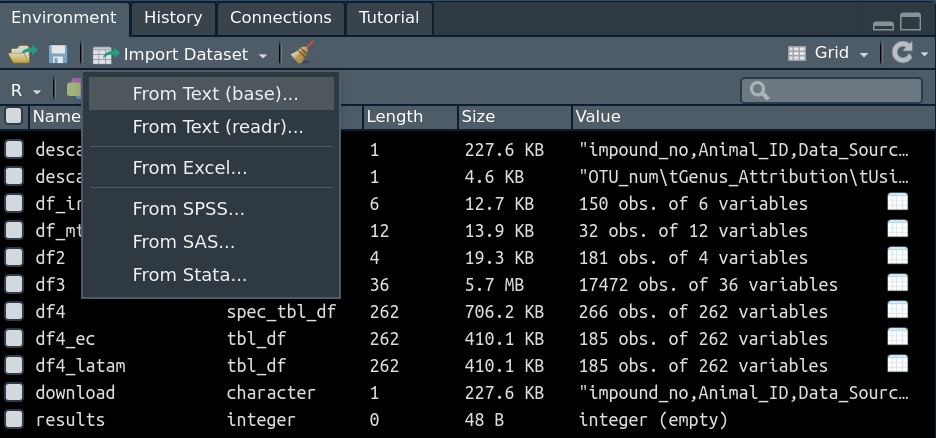 Environment History Connections Tutorial
Import Dataset Grid
R
From Text (base)...
From Text (readr)...
From Excel...
From SPSS...
From SAS...
From Stata...
Name Length Size Value
desca 1 227.6 KB "impound_no,Animal_ID,Data_Sourc…
desca 1 4.6 KB "OTU_num\tGenus_Attribution\tUsi…
df_ir 6 12.7 KB 150 obs. of 6 variables
df_mt 12 13.9 KB 32 obs. of 12 variables
df2 4 19.3 KB 181 obs. of 4 variables
df3 36 5.7 MB 17472 obs. of 36 variables
df4 spec_tbl_df 262 706.2 KB 266 obs. of 262 variables
df4_ec tbl_df 262 410.1 KB 185 obs. of 262 variables
df4_latam tbl_df 262 410.1 KB 185 obs. of 262 variables
download character 1 227.6 KB "impound_no,Animal_ID,Data_Sourc…
results integer 0 48 B integer (empty)